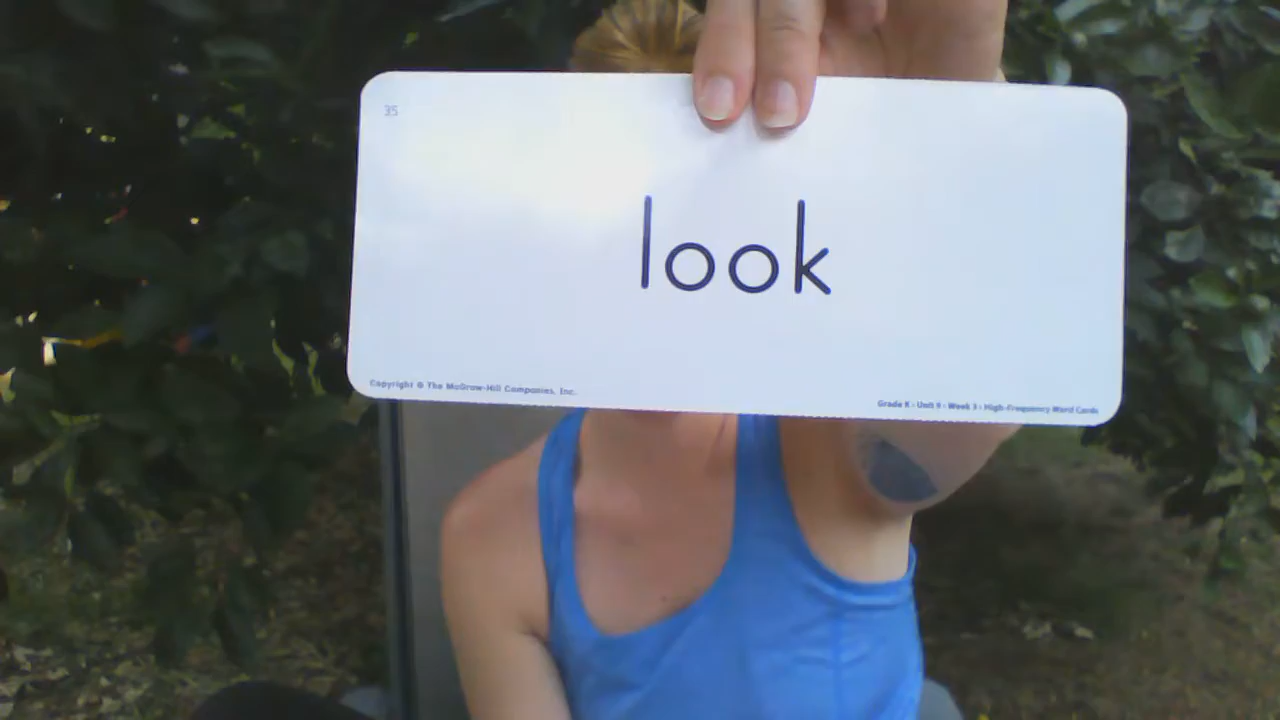 35
look
Copyright © The McGraw-Hill Companies, Inc.
Grade K • Unit 9 • Week 3 • High-Frequency Word Cards